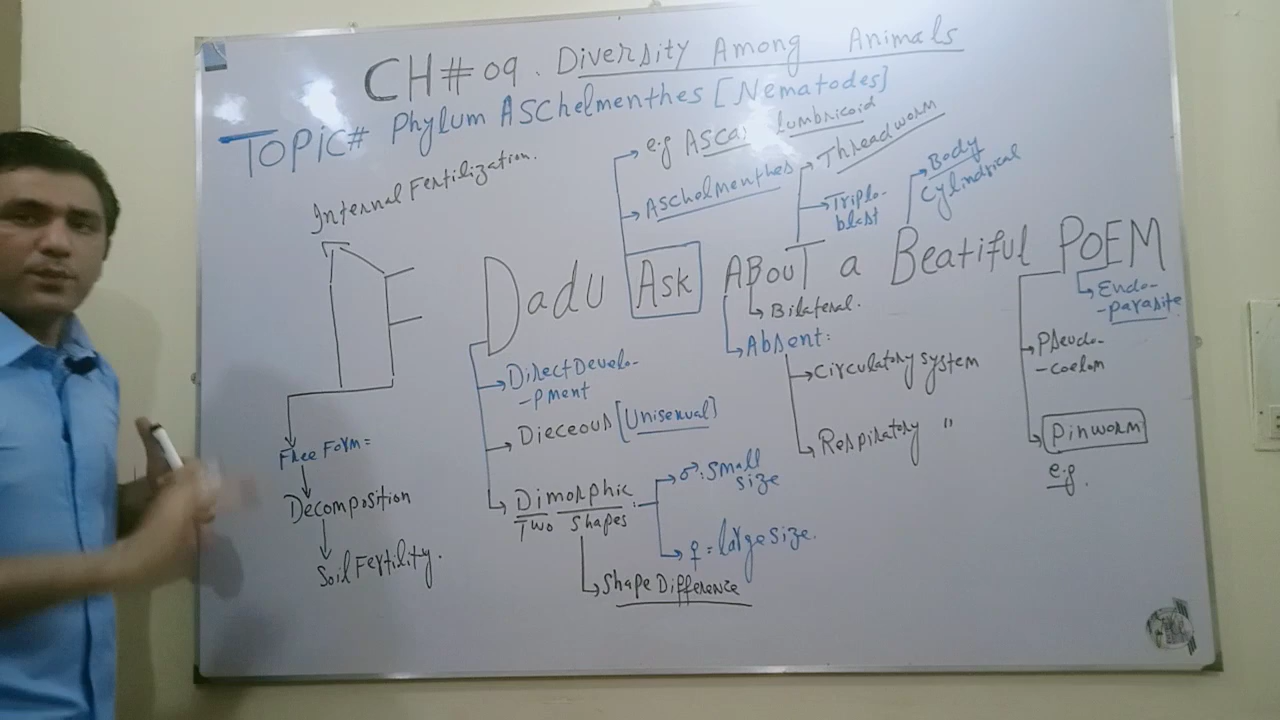 CH # 09. Diversity Among Animals
TOPIC# Phylum ASChelmenthes [Nematodes]
Internal Fertilization.
e.g Ascar lumbricoid
Aschelmenthes
Threadworm
Triplo-
blast
Body
Cylindrical
F Dadu Ask ABOUT a Beatiful POEM
Bilateral.
Absent:
Circulatory system
Respiratory "
Endo-
-parasite
Pseudo-
-coelom
Pinworm
e.g.
Direct Develo-
-pment
Dieceous [Unisexual]
Dimorphic:
Two Shapes
♂: Small
size
♀ = large size.
Shape Difference
Free Form =
Decomposition
Soil Fertility.